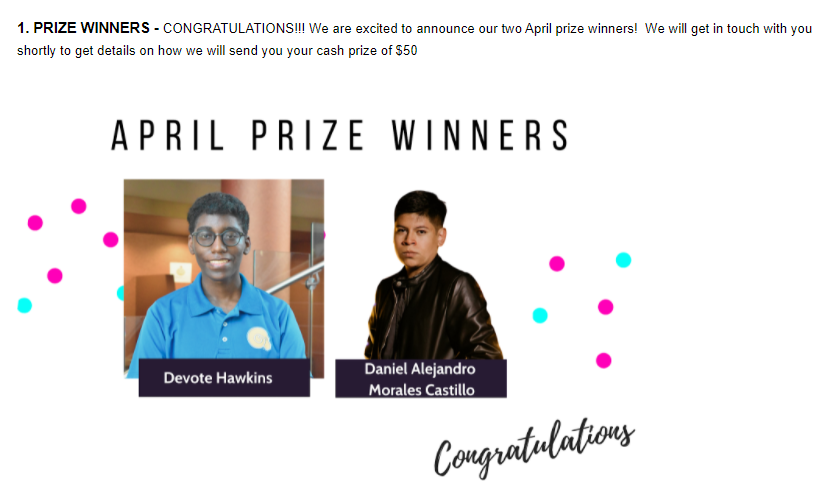 1. PRIZE WINNERS - CONGRATULATIONS!!! We are excited to announce our two April prize winners!  We will get in touch with you
shortly to get details on how we will send you your cash prize of $50
APRIL PRIZE WINNERS
Devote Hawkins
Daniel Alejandro
Morales Castillo
Congratulations